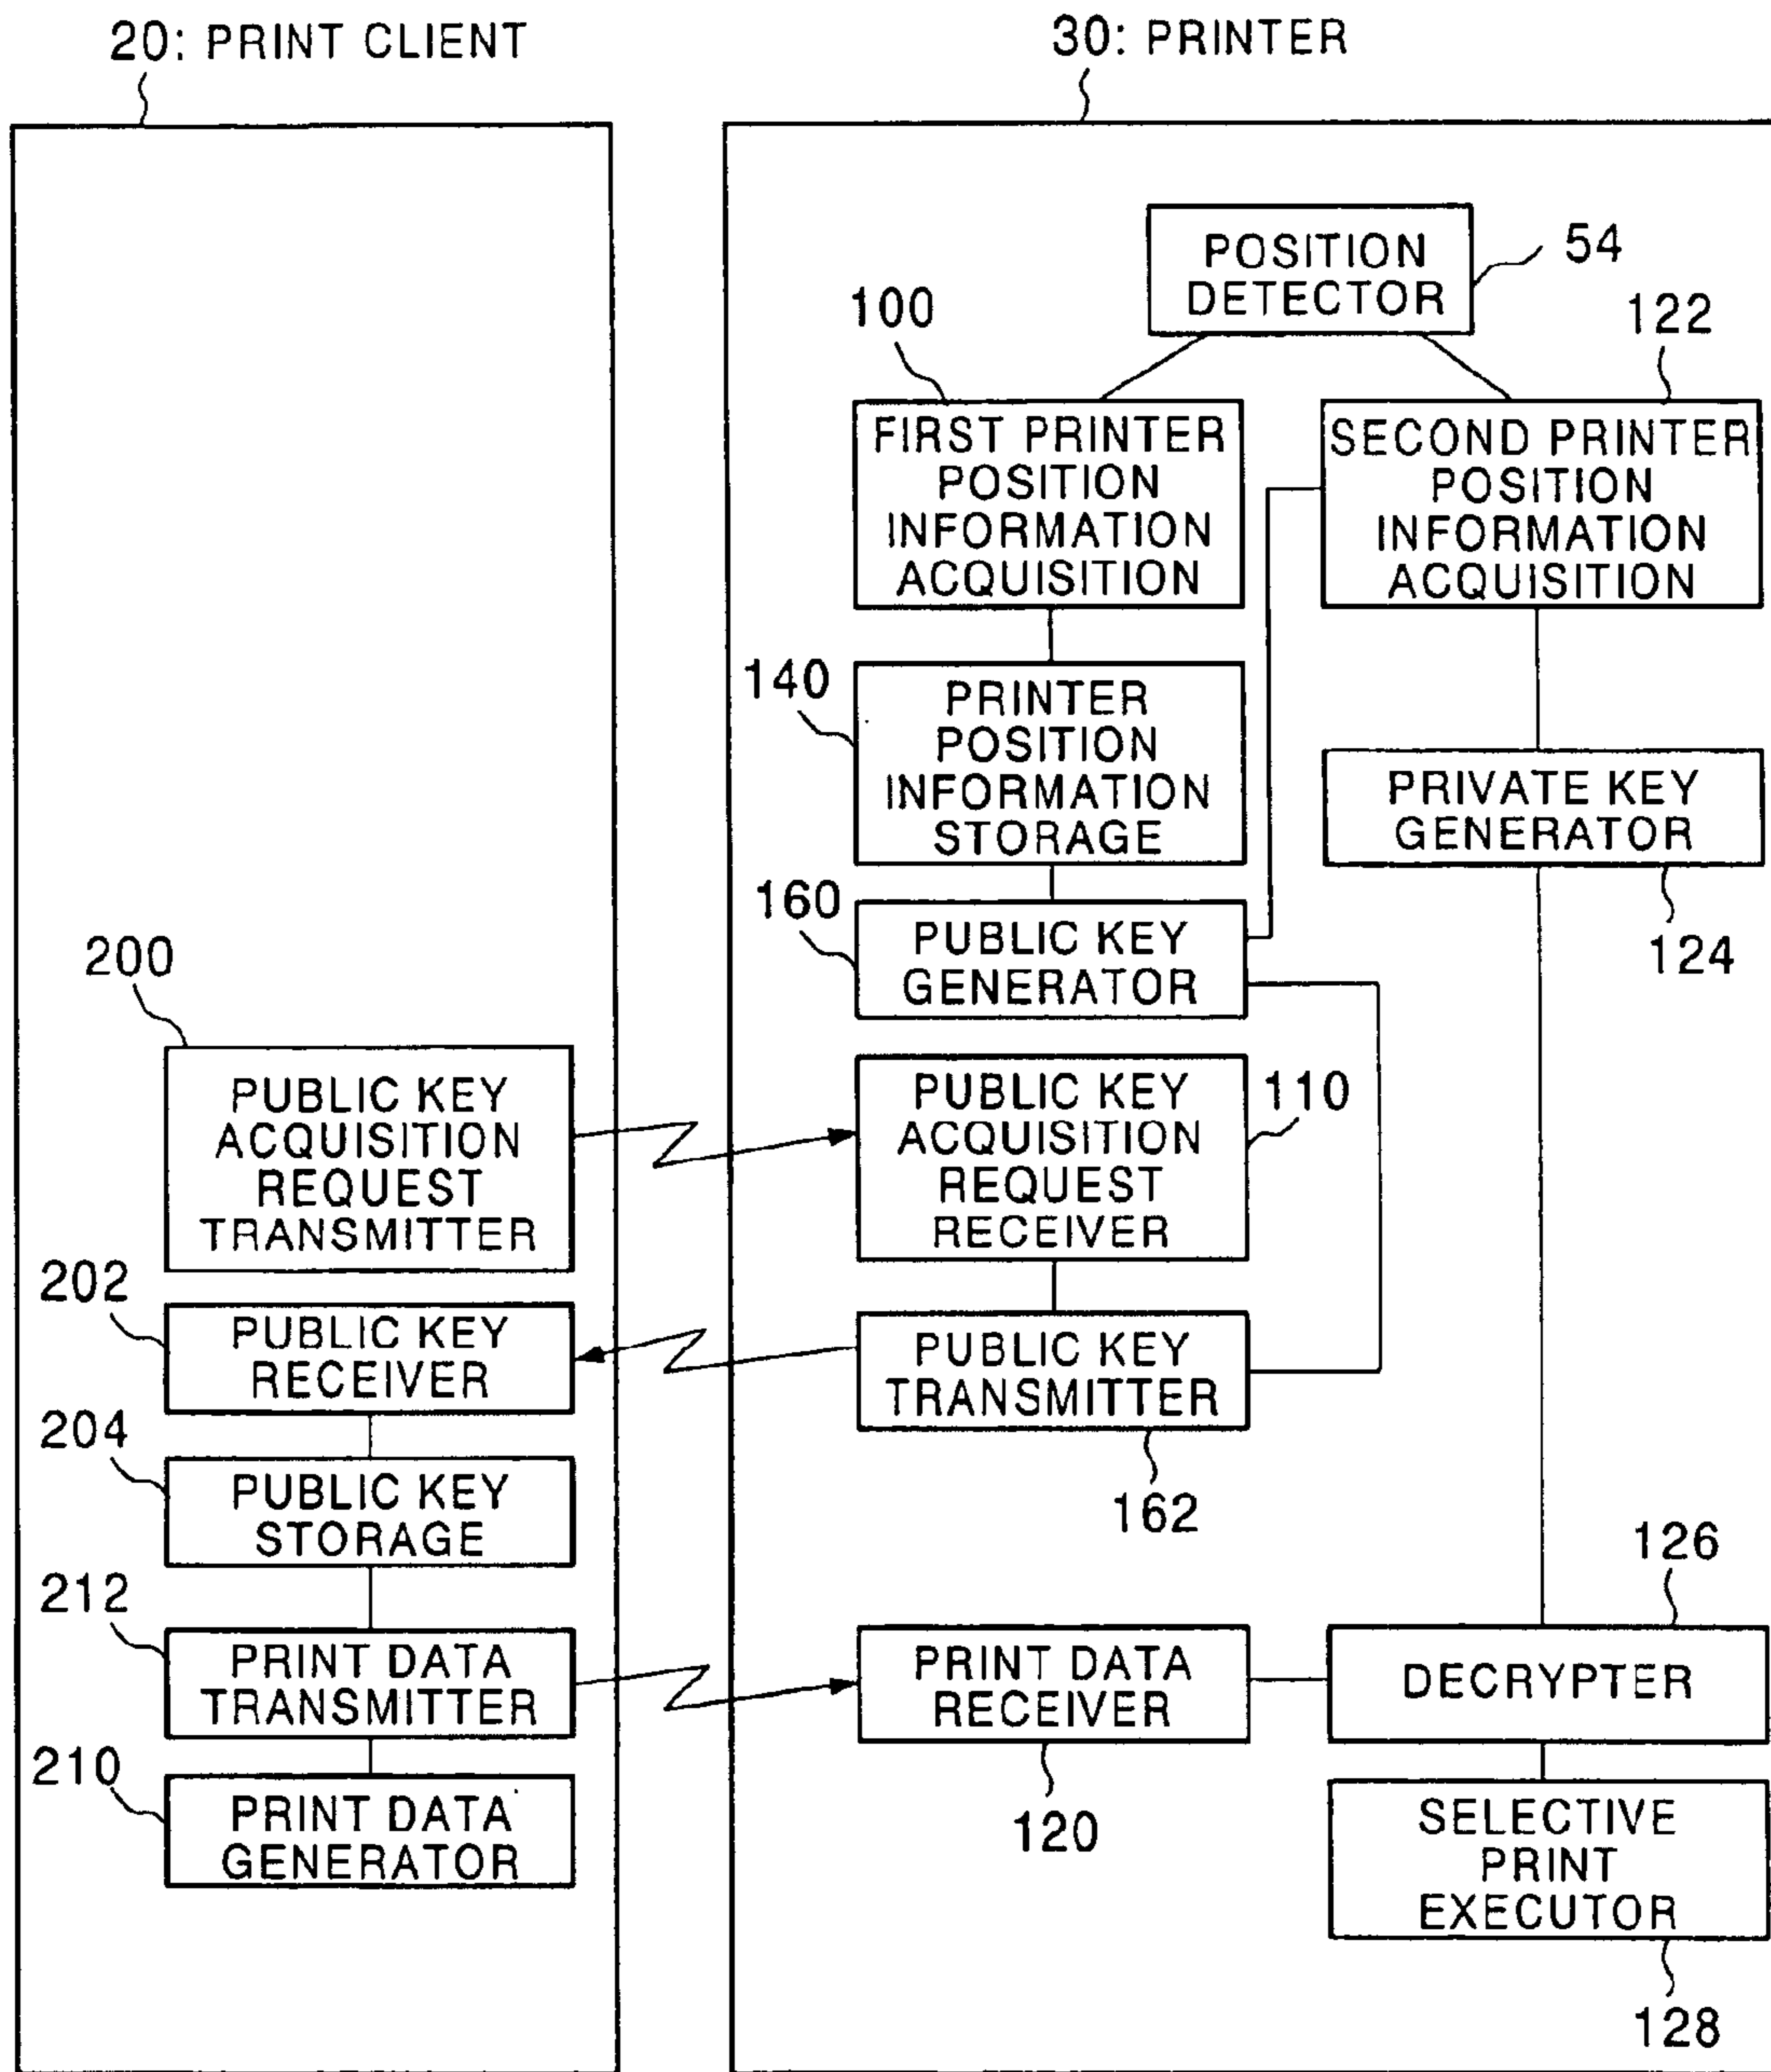 20: PRINT CLIENT
30: PRINTER
POSITION
DETECTOR
54
100
122
FIRST PRINTER
POSITION
INFORMATION
ACQUISITION
SECOND PRINTER
POSITION
INFORMATION
ACQUISITION
140
PRINTER
POSITION
INFORMATION
STORAGE
PRIVATE KEY
GENERATOR
124
160
PUBLIC KEY
GENERATOR
200
PUBLIC KEY
ACQUISITION
REQUEST
TRANSMITTER
PUBLIC KEY
ACQUISITION
REQUEST
RECEIVER
110
202
PUBLIC KEY
RECEIVER
PUBLIC KEY
TRANSMITTER
162
204
PUBLIC KEY
STORAGE
212
PRINT DATA
TRANSMITTER
PRINT DATA
RECEIVER
120
126
DECRYPTER
210
PRINT DATA
GENERATOR
SELECTIVE
PRINT
EXECUTOR
128